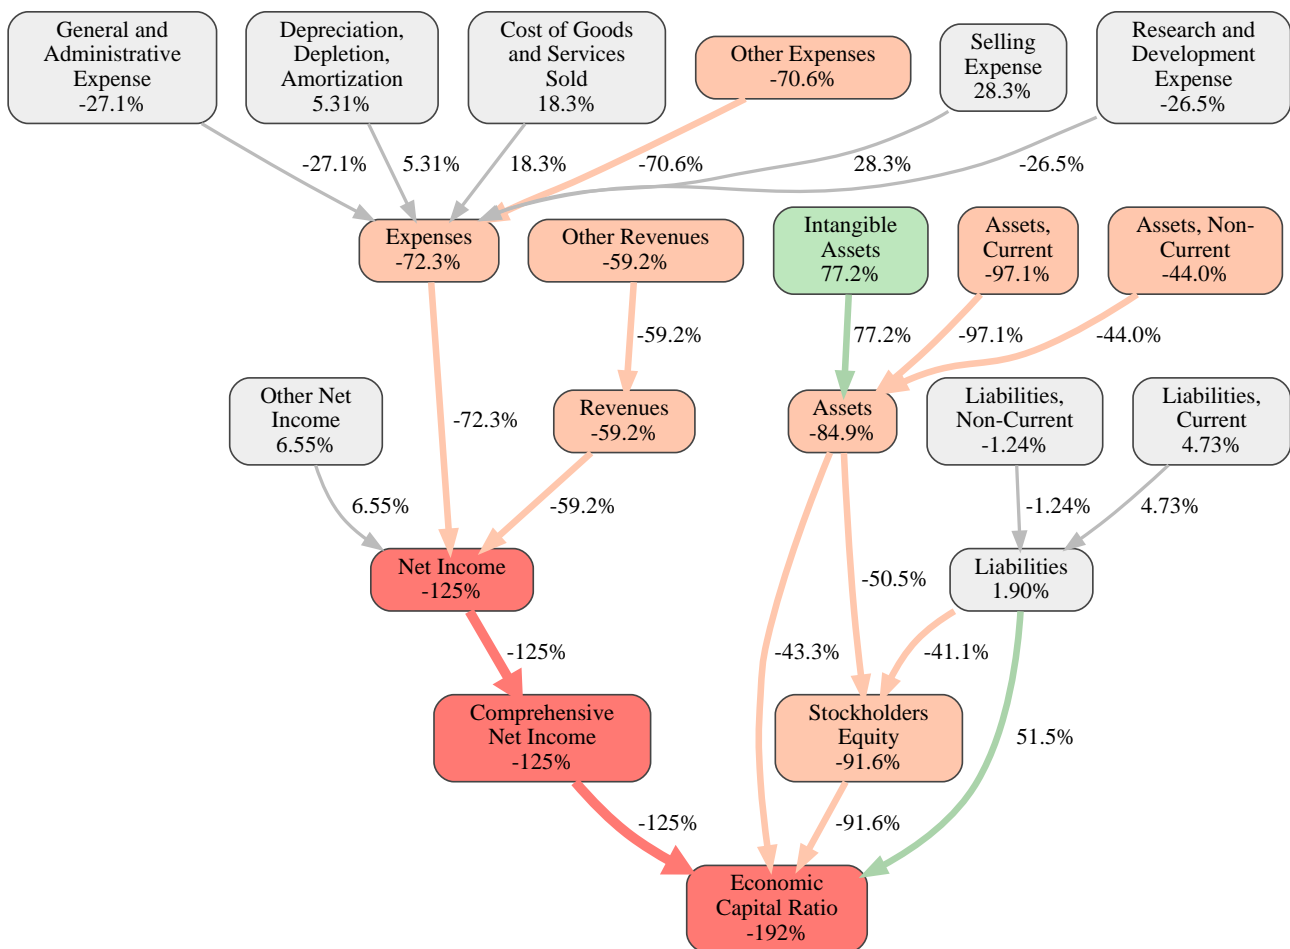 General and
Administrative
Expense
-27.1%
Depreciation,
Depletion,
Amortization
5.31%
Cost of Goods
and Services
Sold
18.3%
Other Expenses
-70.6%
Selling
Expense
28.3%
Research and
Development
Expense
-26.5%
-27.1%
5.31%
18.3%
-70.6%
28.3%
-26.5%
Expenses
-72.3%
Other Revenues
-59.2%
Intangible
Assets
77.2%
Assets,
Current
-97.1%
Assets, Non-
Current
-44.0%
-59.2%
77.2%
-97.1%
-44.0%
Other Net
Income
6.55%
-72.3%
Revenues
-59.2%
Assets
-84.9%
Liabilities,
Non-Current
-1.24%
Liabilities,
Current
4.73%
6.55%
-59.2%
-1.24%
4.73%
Net Income
-125%
-50.5%
Liabilities
1.90%
-125%
-43.3%
-41.1%
Comprehensive
Net Income
-125%
Stockholders
Equity
-91.6%
51.5%
-125%
-91.6%
Economic
Capital Ratio
-192%